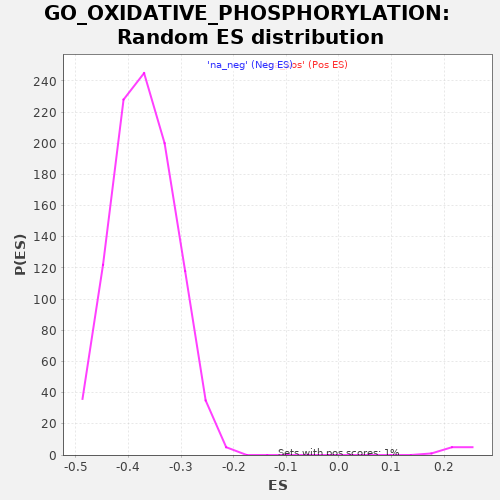 GO_OXIDATIVE_PHOSPHORYLATION:
Random ES distribution
'na_neg' (Neg ES) os' (Pos ES)
240
220
200
180
160
140
120
100
80
60
40
20
0
P(ES)
Sets with pos scores: 1%
-0.5 -0.4 -0.3 -0.2 -0.1 0.0 0.1 0.2
ES